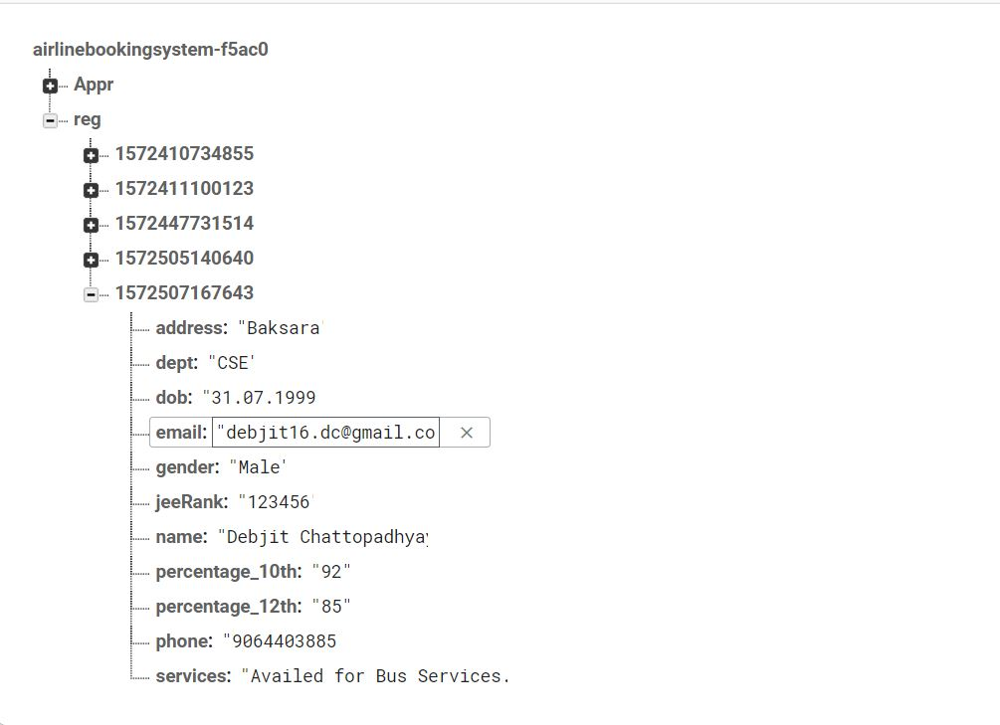 airlinebookingsystem-f5ac0
Appr
reg
1572410734855
1572411100123
1572447731514
1572505140640
1572507167643
address: "Baksara'
dept: "CSE'
dob: "31.07.1999
email: "debjit16.dc@gmail.co ×
gender: "Male'
jeeRank: "123456'
name: "Debjit Chattopadhyay
percentage_10th: "92"
percentage_12th: "85"
phone: "9064403885
services: "Availed for Bus Services.